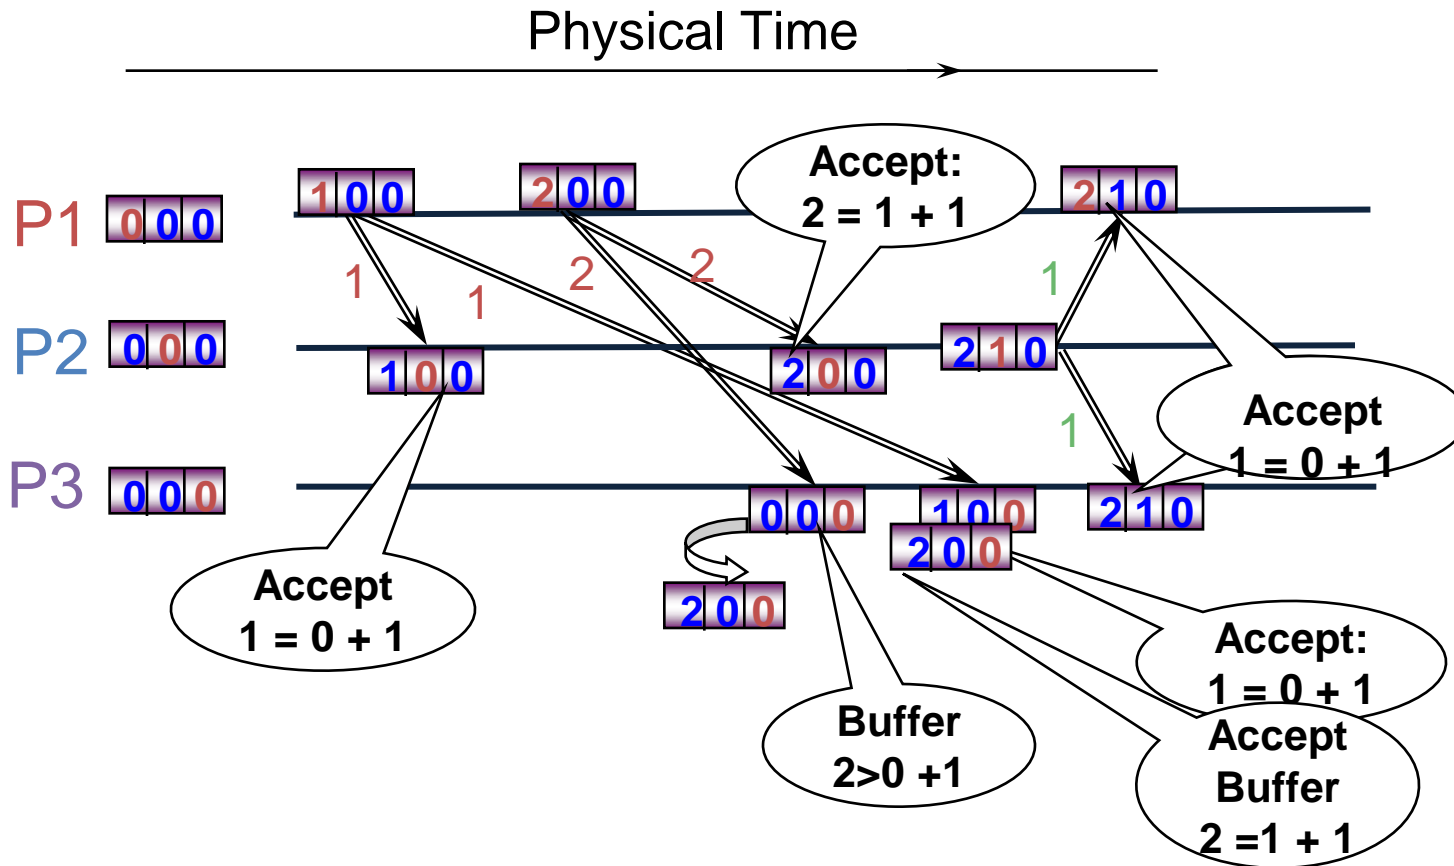 Physical Time
P1
0 0 0
1 0 0
2 0 0
Accept:
2 = 1 + 1
2 1 0
1
1
2
2
1
P2
0 0 0
1 0 0
2 0 0
2 1 0
1
Accept
1 = 0 + 1
P3
0 0 0
0 0 0
1 0 0
2 1 0
2 0 0
2 0 0
Accept
1 = 0 + 1
Buffer
2>0 +1
Accept:
1 = 0 + 1
Accept
Buffer
2 =1 + 1